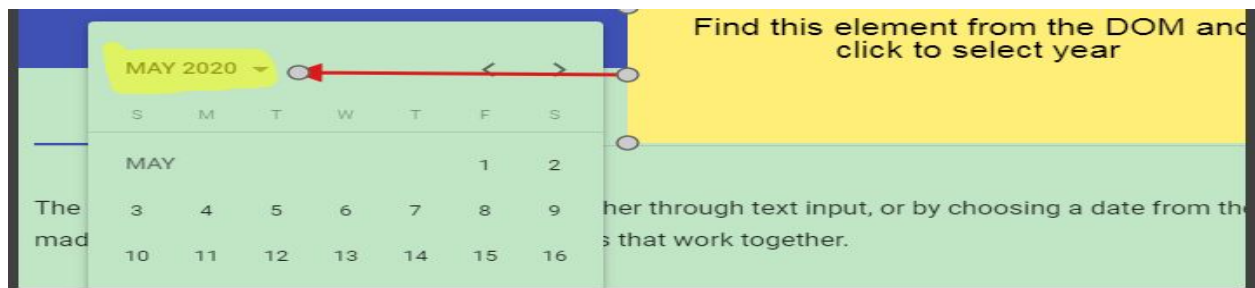 Find this element from the DOM and
click to select year
MAY 2020
S M T W T F S
MAY 1 2
3 4 5 6 7 8 9
10 11 12 13 14 15 16
The her through text input, or by choosing a date from th
mad s that work together.